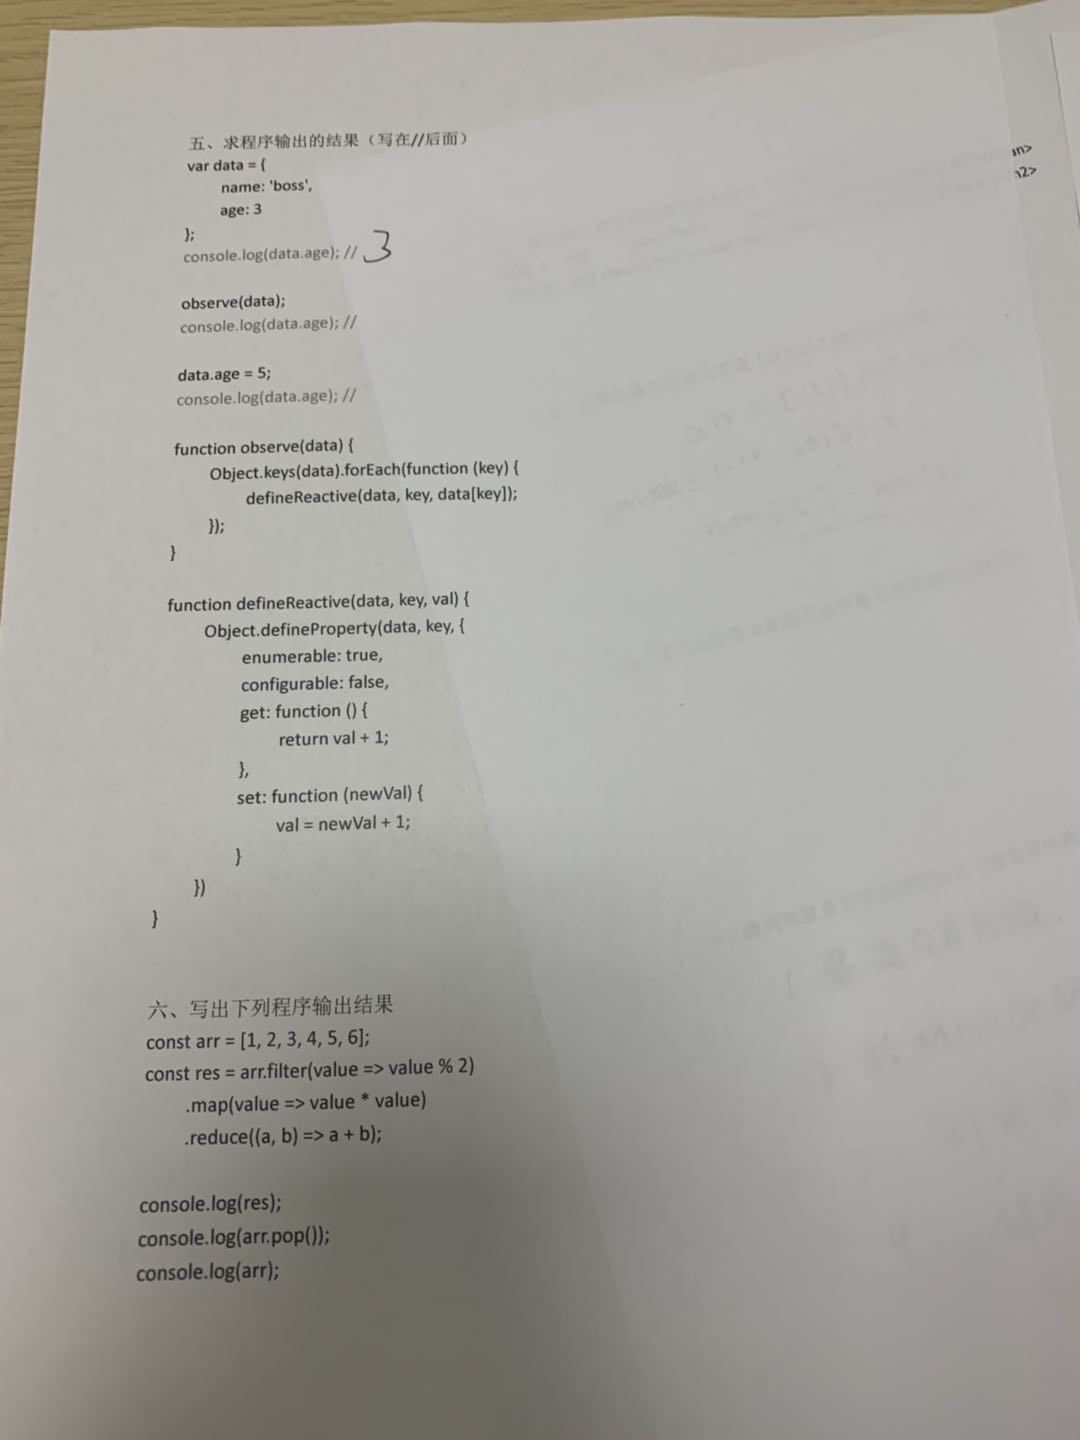 五、求程序输出的结果（写在//后面）
var data = {
name: 'boss',
age: 3
};
console.log(data.age); // 3
observe(data);
console.log(data.age); //
data.age = 5;
console.log(data.age); //
function observe(data) {
Object.keys(data).forEach(function (key) {
defineReactive(data, key, data[key]);
});
}
function defineReactive(data, key, val) {
Object.defineProperty(data, key, {
enumerable: true,
configurable: false,
get: function () {
return val + 1;
},
set: function (newVal) {
val = newVal + 1;
}
})
}
六、写出下列程序输出结果
const arr = [1, 2, 3, 4, 5, 6];
const res = arr.filter(value => value % 2)
.map(value => value * value)
.reduce((a, b) => a + b);
console.log(res);
console.log(arr.pop());
console.log(arr);